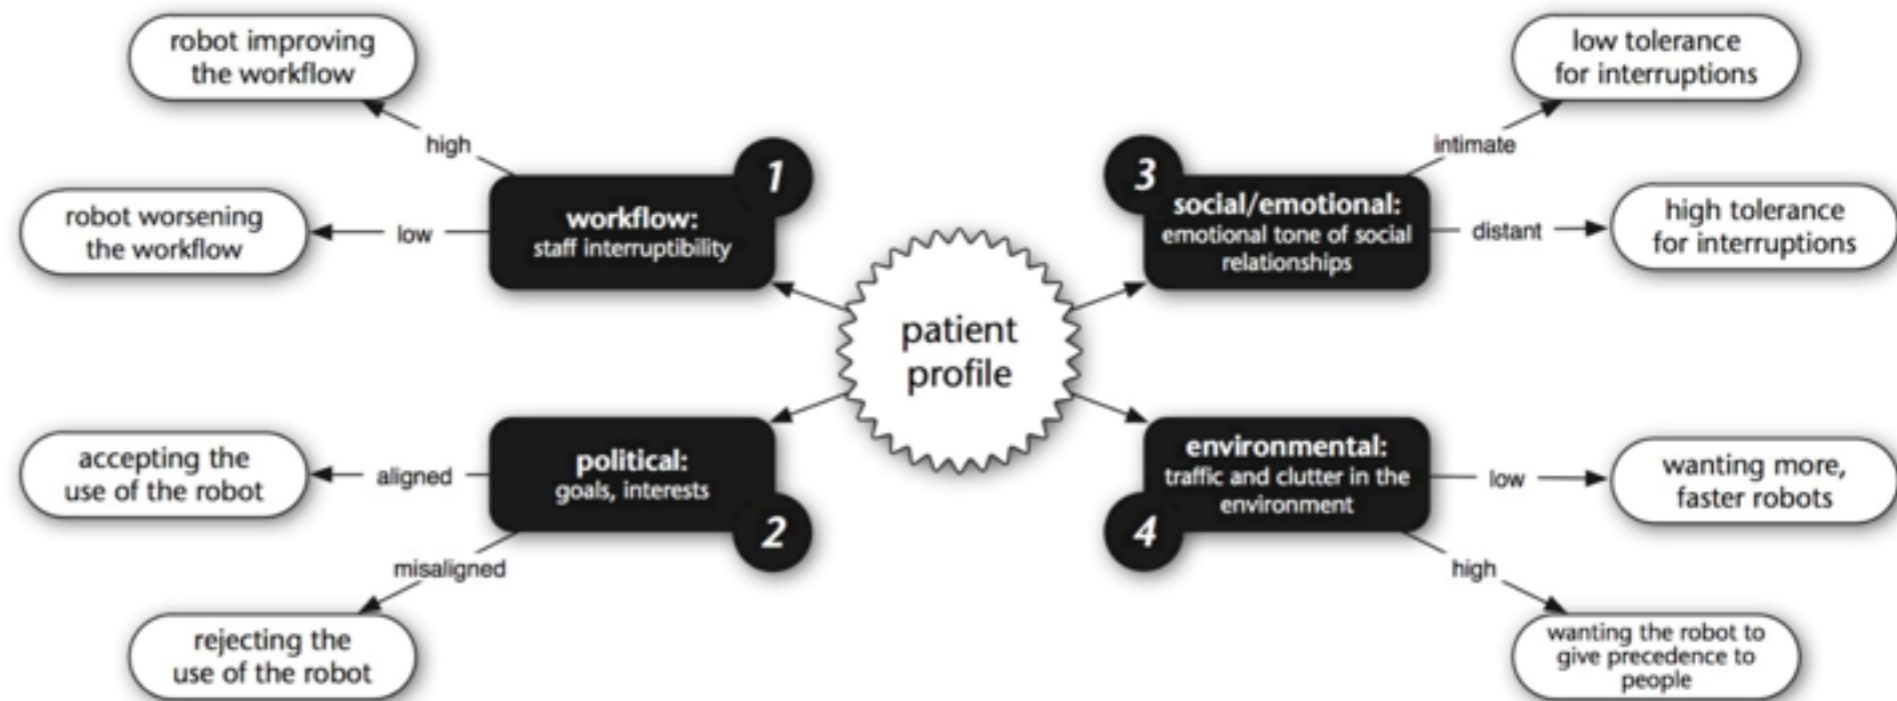 robot improving
the workflow
high
robot worsening
the workflow
low
1
workflow:
staff interruptibility
3
social/emotional:
emotional tone of social
relationships
intimate
low tolerance
for interruptions
distant
high tolerance
for interruptions
patient
profile
accepting the
use of the robot
aligned
political:
goals, interests
2
misaligned
rejecting the
use of the robot
environmental:
traffic and clutter in the
environment
4
low
wanting more,
faster robots
high
wanting the robot to
give precedence to
people